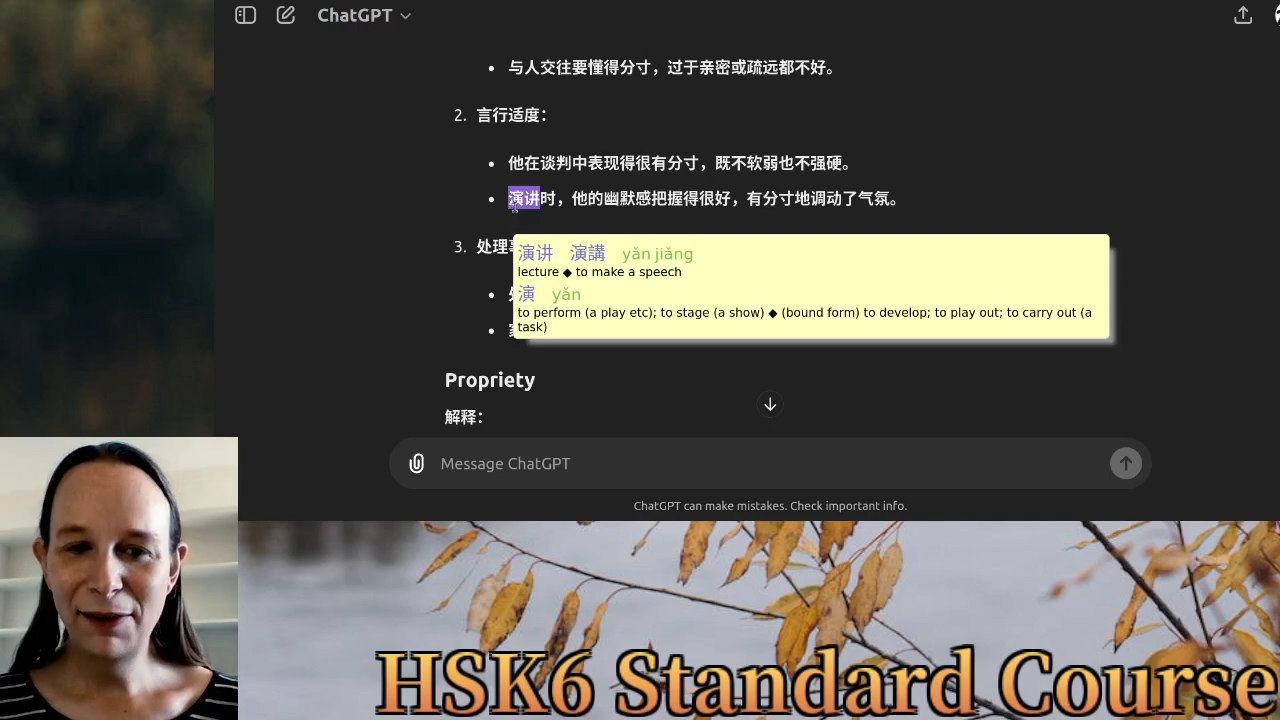 ChatGPT
与人交往要懂得分寸，过于亲密或疏远都不好。
2. 言行适度：
他在谈判中表现得很有分寸，既不软弱也不强硬。
演讲时，他的幽默感把握得很好，有分寸地调动了气氛。
3. 处理
演讲 演講 yǎn jiǎng
lecture ◆ to make a speech
演 yǎn
to perform (a play etc); to stage (a show) ◆ (bound form) to develop; to play out; to carry out (a
task)
Propriety
解释：
Message ChatGPT
ChatGPT can make mistakes. Check important info.
HSK6 Standard Course